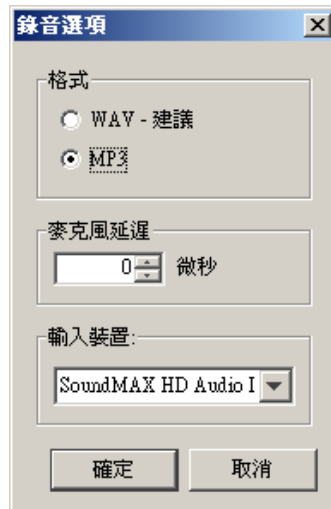 錄音選項
格式
WAV - 建議
MP3
麥克風延遲
0 微秒
輸入裝置:
SoundMAX HD Audio I
確定 取消